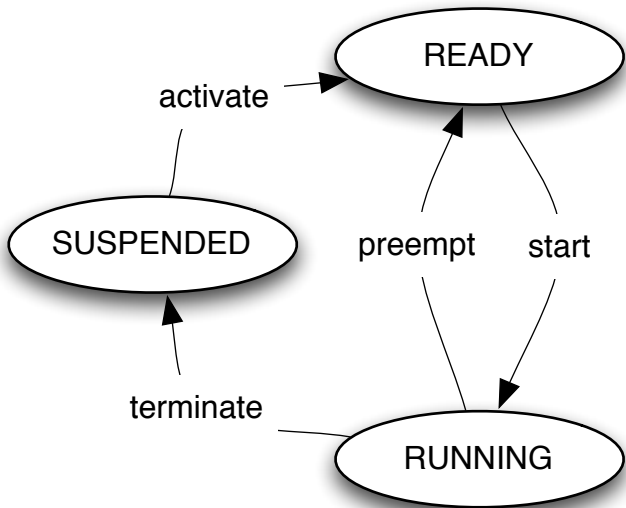 READY
activate
SUSPENDED
preempt
start
terminate
RUNNING